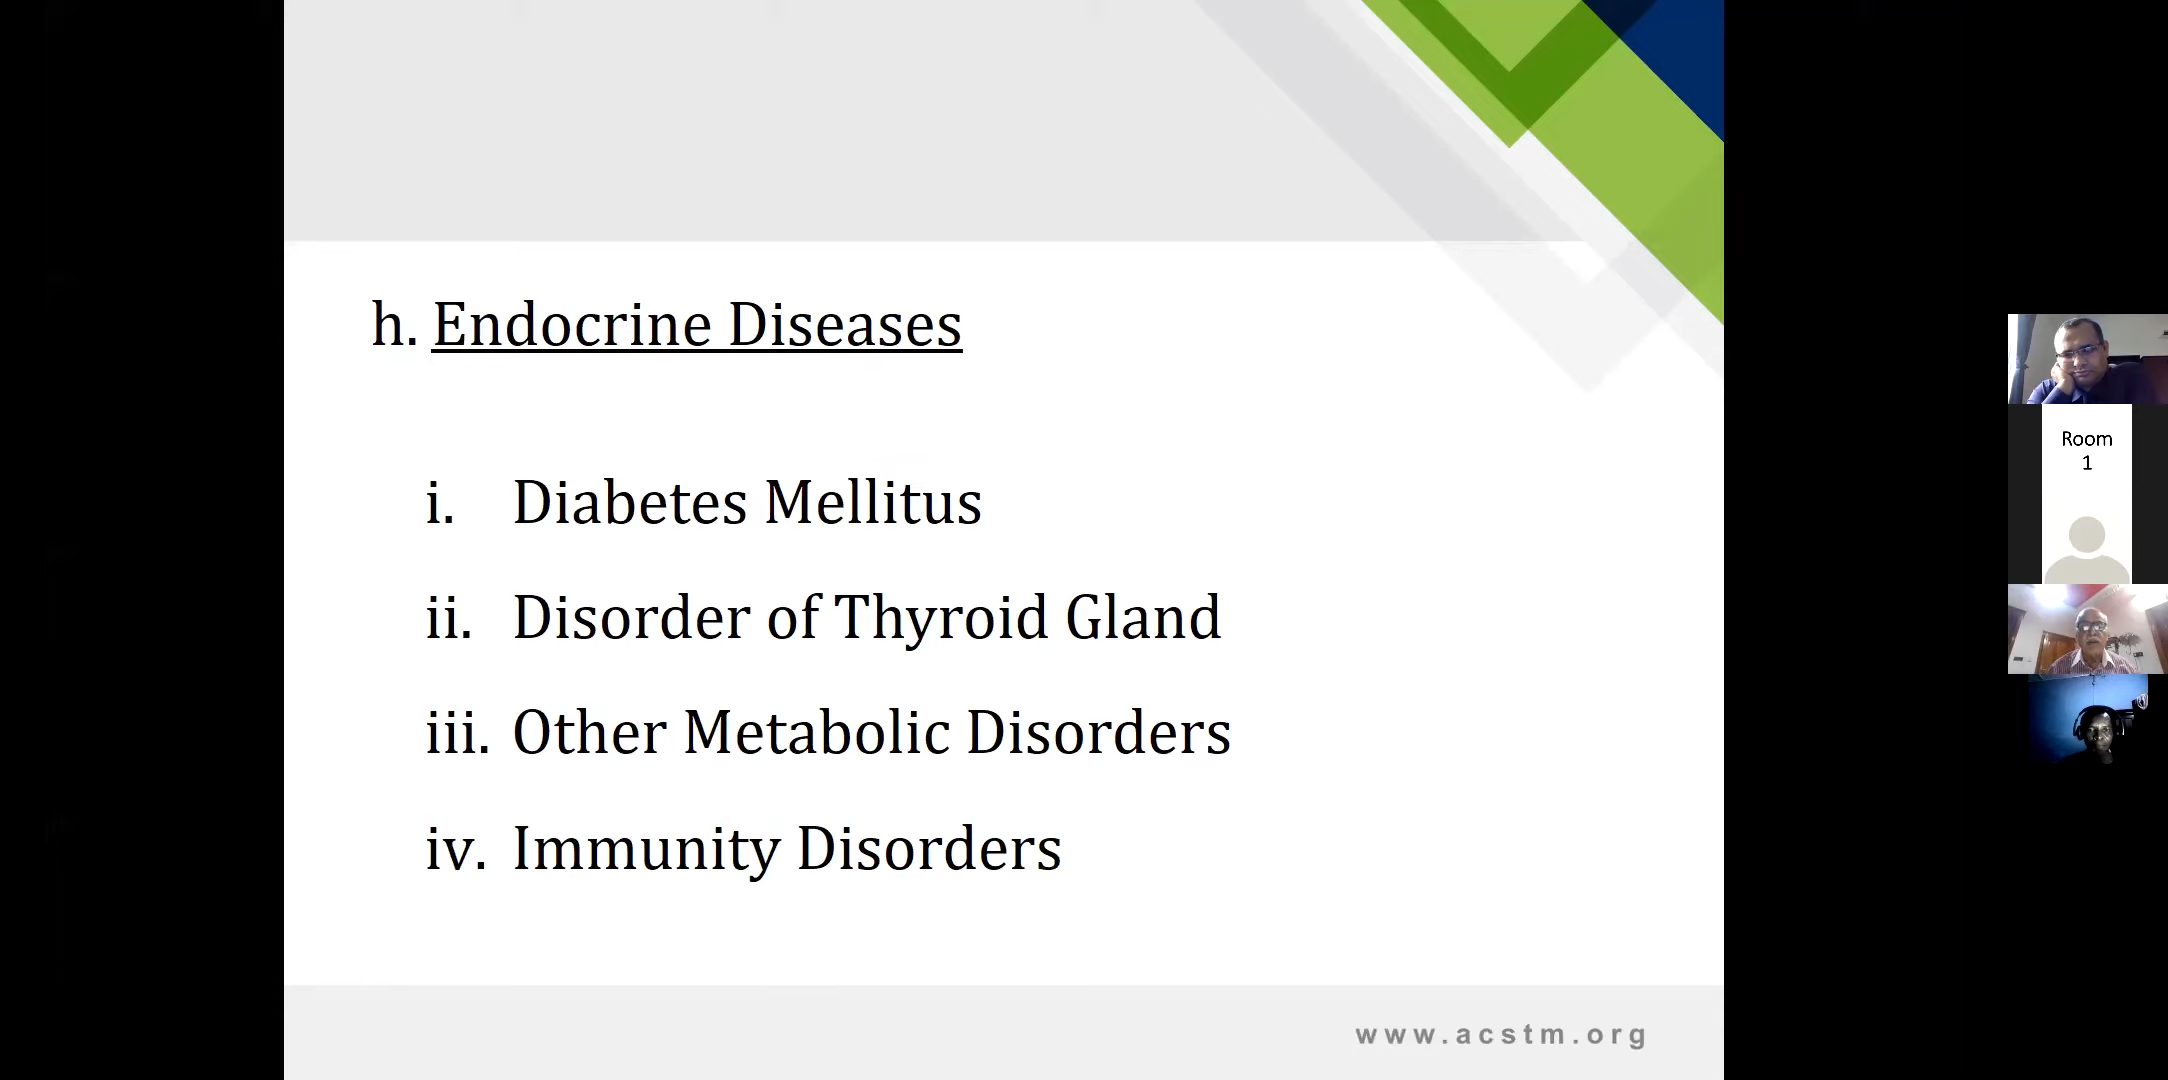 h. Endocrine Diseases
i. Diabetes Mellitus
ii. Disorder of Thyroid Gland
iii. Other Metabolic Disorders
iv. Immunity Disorders
www.acstm.org
Room
1